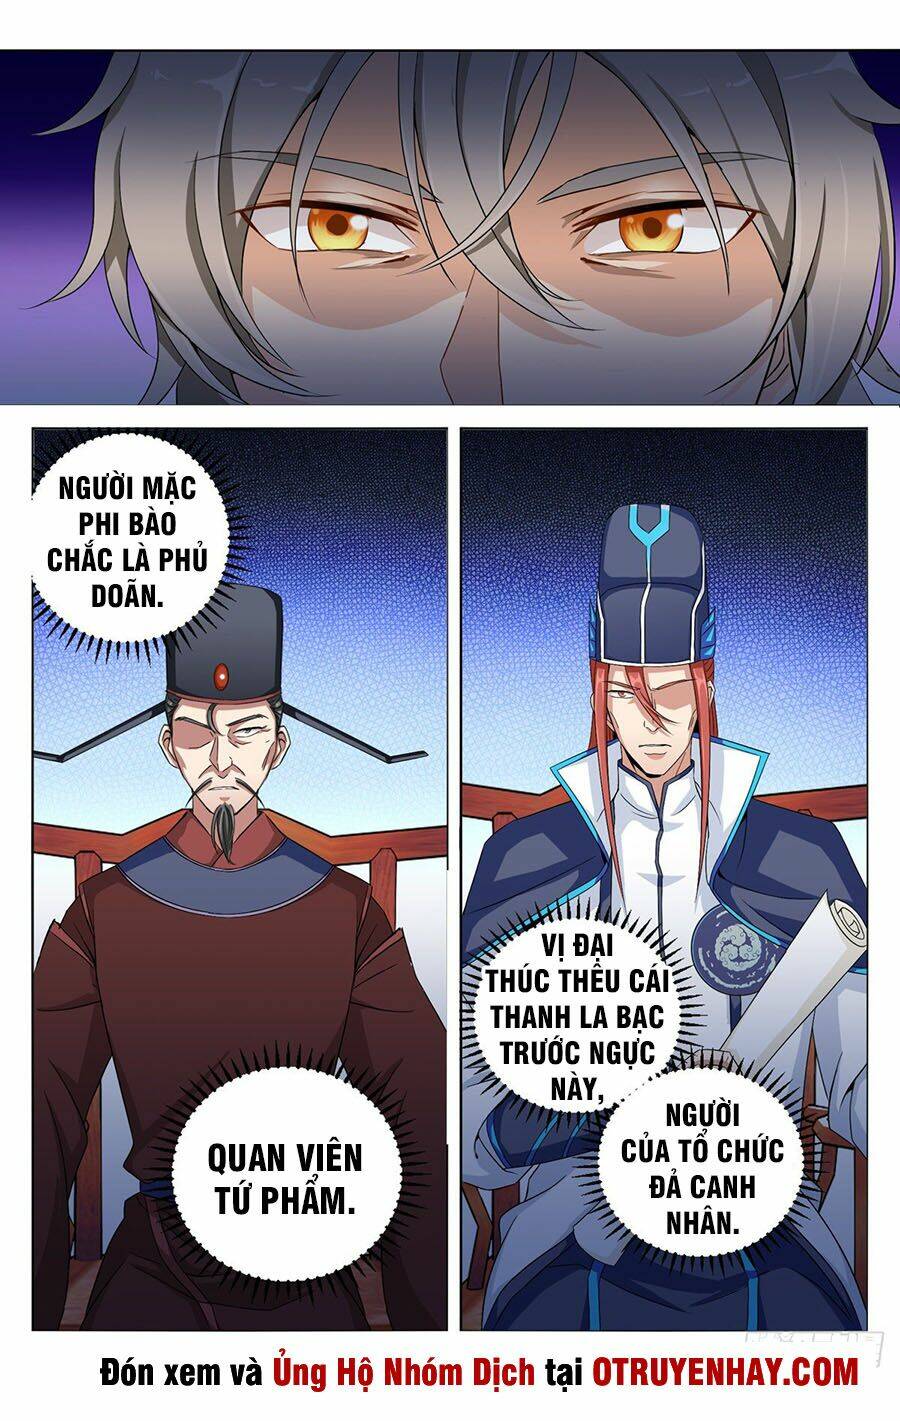 NGƯỜI MẶC
PHI BÀO
CHẮC LÀ PHỦ
DOÃN.
QUAN VIÊN
TỨ PHẨM.
VỊ ĐẠI
THÚC THÊU CÁI
THANH LA BẠC
TRƯỚC NGỰC
NÀY,
NGƯỜI
CỦA TỔ CHỨC
ĐẢ CANH
NHÂN.
Đón xem và Ủng Hộ Nhóm Dịch tại OTRUYENHAY.COM